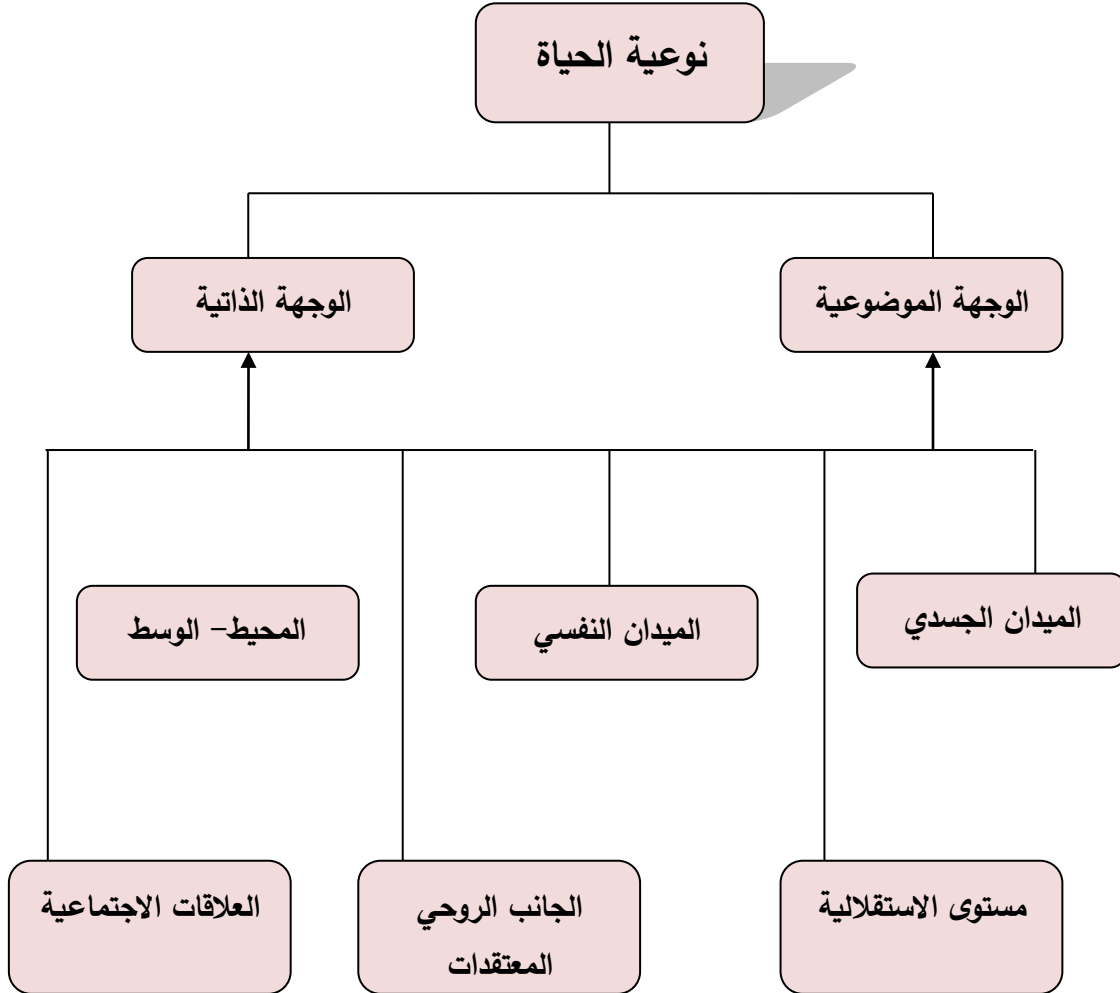 نوعية الحياة
الوجهة الموضوعية
الوجهة الذاتية
الميدان الجسدي
الميدان النفسي
المحيط– الوسط
مستوى الاستقلالية
الجانب الروحي
المعتقدات
العلاقات الاجتماعية